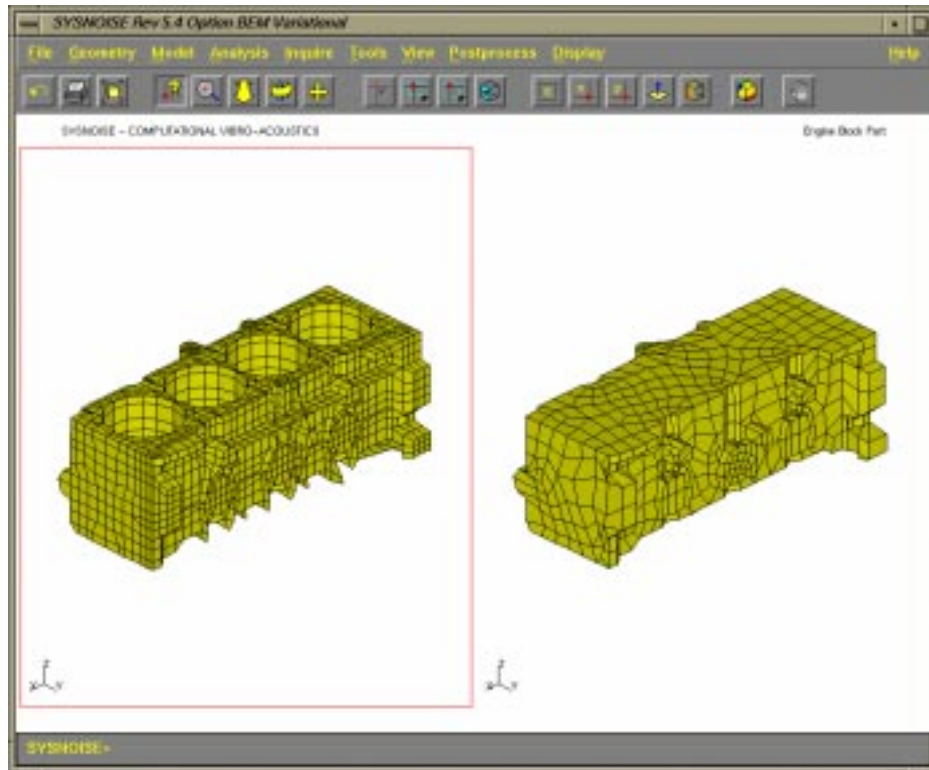 SYSNOISE Rev 5.4 Option BEM Variational
File Geometry Model Analysis Inquire Tools View Postprocess Display Help
SYSNOISE - COMPUTATIONAL VIBRO-ACOUSTICS Engine Block Part
Z X Y Z X Y
SYSNOISE>